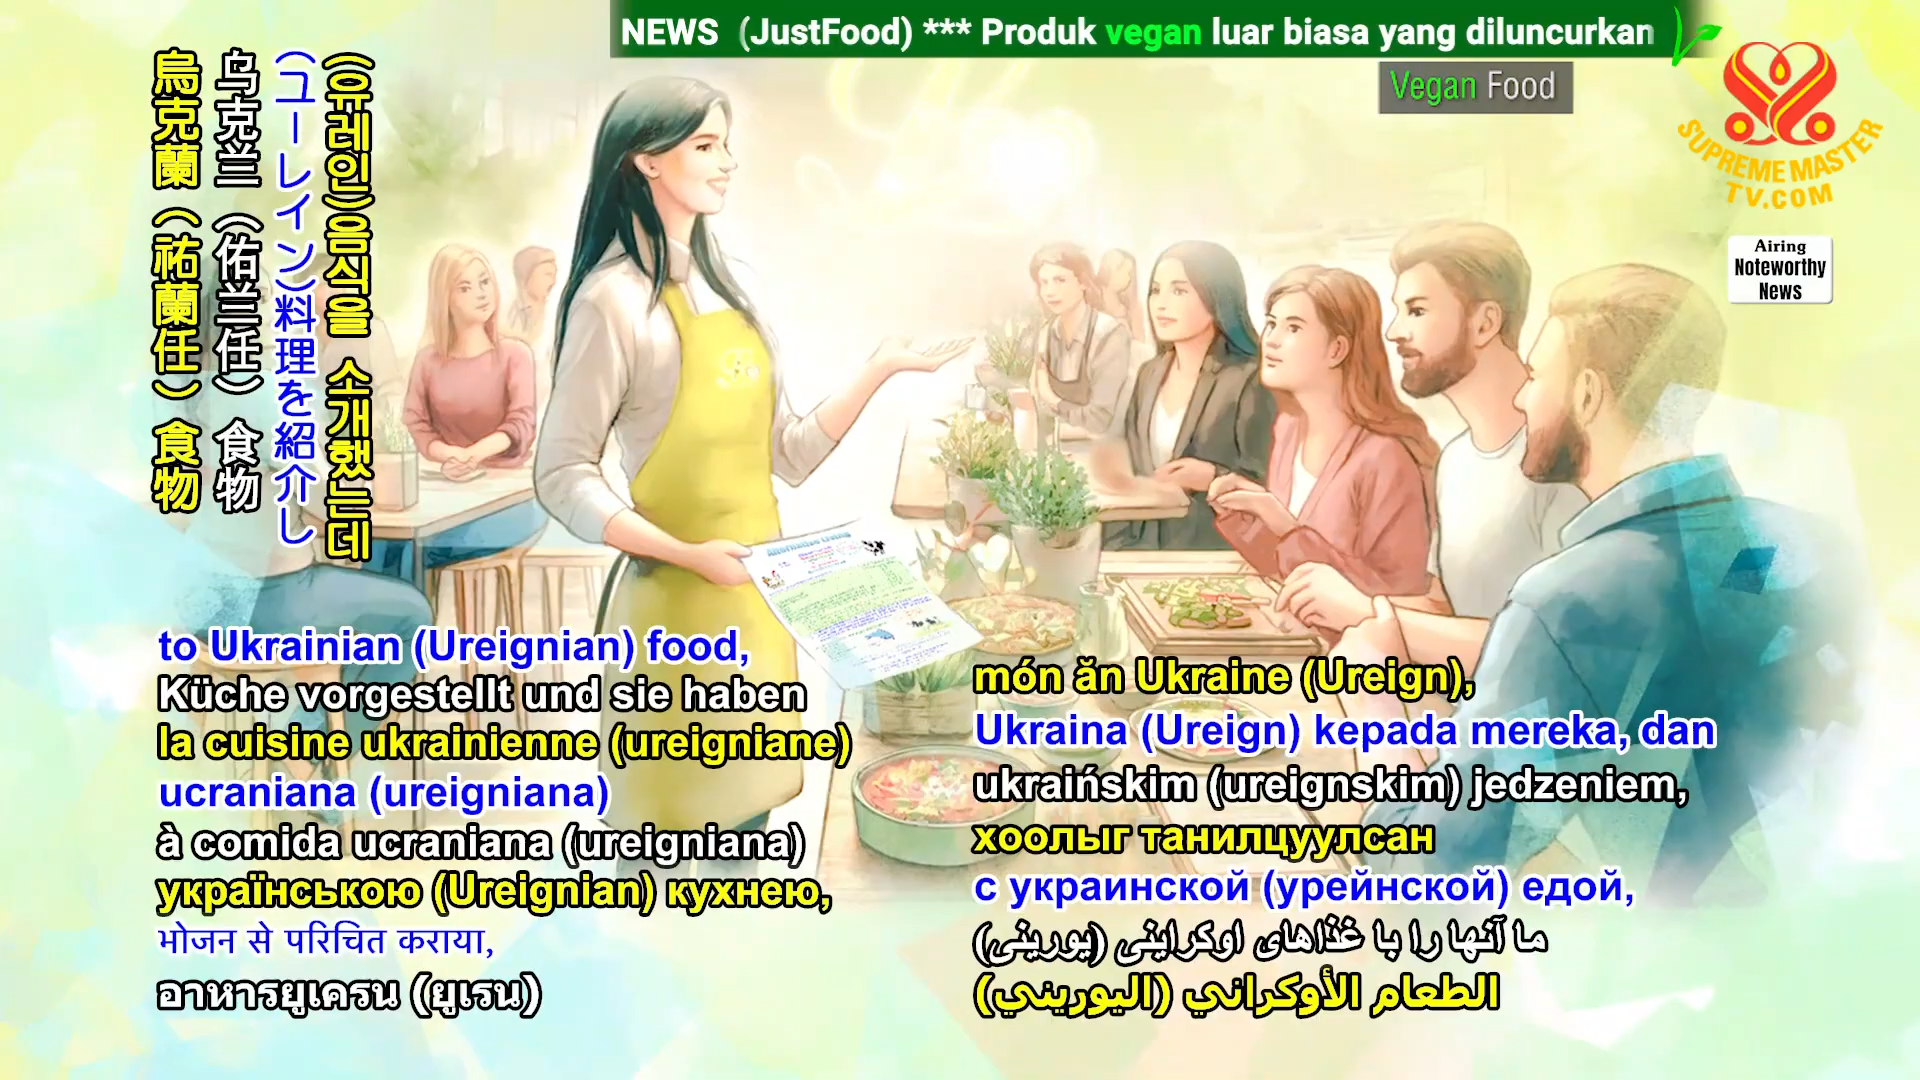 NEWS (JustFood) *** Produk vegan luar biasa yang diluncurkan
Vegan Food
SUPREME MASTER
TV.COM
Airing
Noteworthy
News
烏克蘭（祐蘭任）食物
乌克兰（佑兰任）食物
(ユーレイン)料理を紹介し
(유레인)음식을 소개했는데
Alternative Living
to Ukrainian (Ureignian) food,
Küche vorgestellt und sie haben
la cuisine ukrainienne (ureigniane)
ucraniana (ureigniana)
à comida ucraniana (ureigniana)
українською (Ureignian) кухнею,
भोजन से परिचित कराया,
อาหารยูเครน (ยูเรน)
món ăn Ukraine (Ureign),
Ukraina (Ureign) kepada mereka, dan
ukraińskim (ureignskim) jedzeniem,
хоолыг танилцуулсан
с украинской (урейнской) едой,
ما آنها را با غذاهای اوکراینی (یورینی)
الطعام الأوكراني (اليوريني)